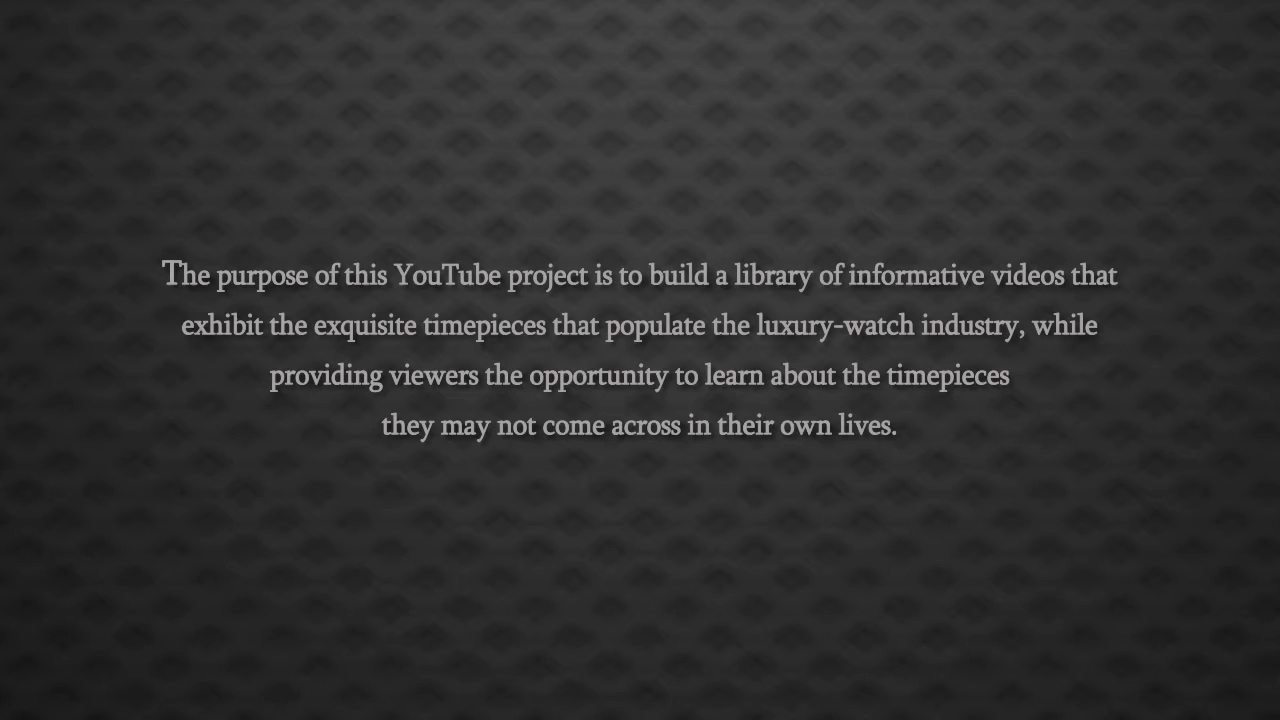 The purpose of this YouTube project is to build a library of informative videos that
exhibit the exquisite timepieces that populate the luxury-watch industry, while
providing viewers the opportunity to learn about the timepieces
they may not come across in their own lives.